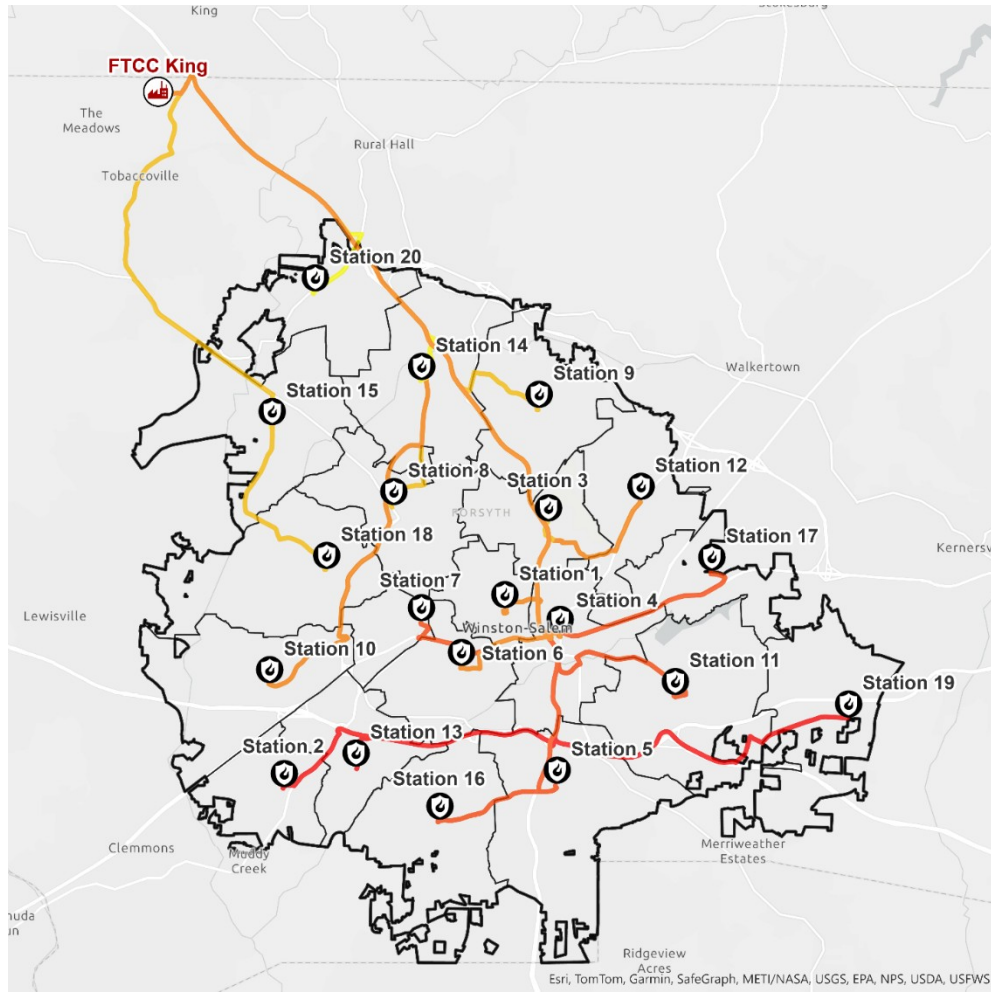 King
Stokesburg
FTCC King
The
Meadows
Rural Hall
Tobaccoville
Station 20
Station 14
Walkertown
Station 9
Station 15
Station 12
Station 8
Station 3
FORSYTH
Station 18
Station 17
Kernersv
Station 7
Station 1
Lewisville
Station 4
Winston-Salem
Station 10
Station 6
Station 11
Station 19
Station 2
Station 13
Station 5
Station 16
Clemmons
Muddy
Creek
Merriweather
Estates
nuda
un
Ridgeview
Acres
Esri, TomTom, Garmin, SafeGraph, METI/NASA, USGS, EPA, NPS, USDA, USFWS